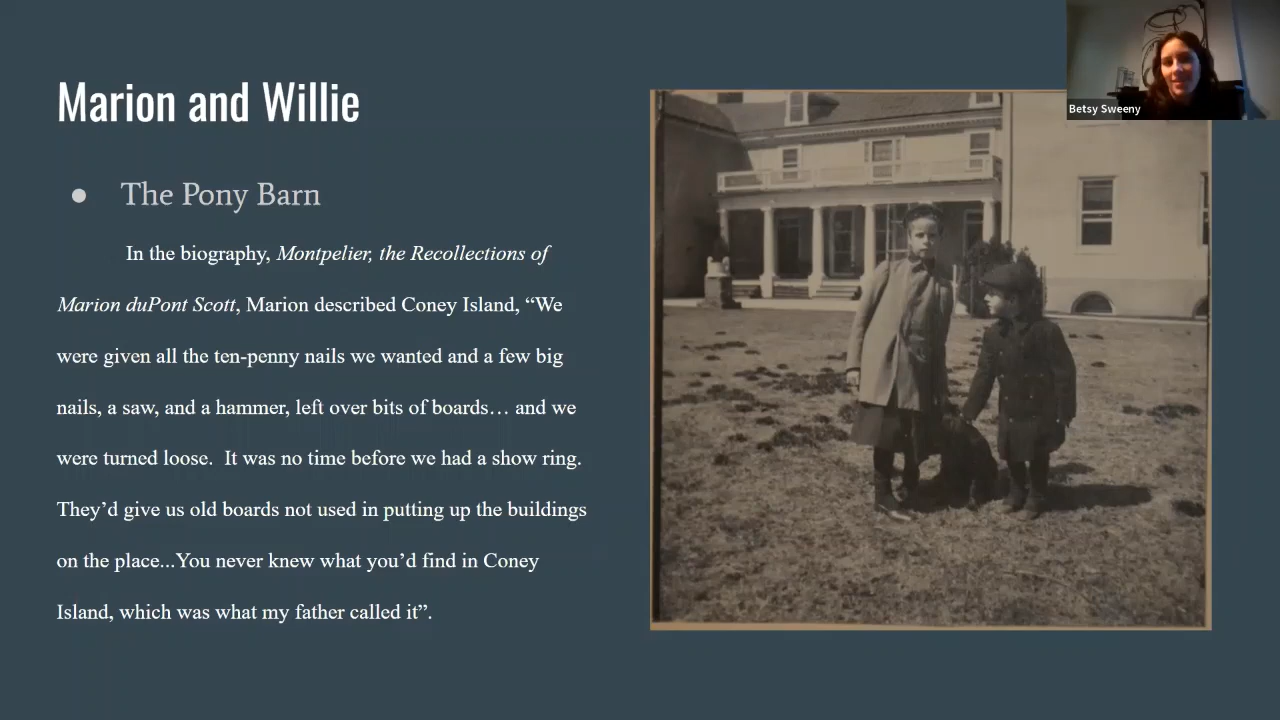 Marion and Willie
● The Pony Barn
In the biography, Montpelier, the Recollections of
Marion duPont Scott, Marion described Coney Island, “We
were given all the ten-penny nails we wanted and a few big
nails, a saw, and a hammer, left over bits of boards… and we
were turned loose.  It was no time before we had a show ring.
They’d give us old boards not used in putting up the buildings
on the place...You never knew what you’d find in Coney
Island, which was what my father called it”.
Betsy Sweeny